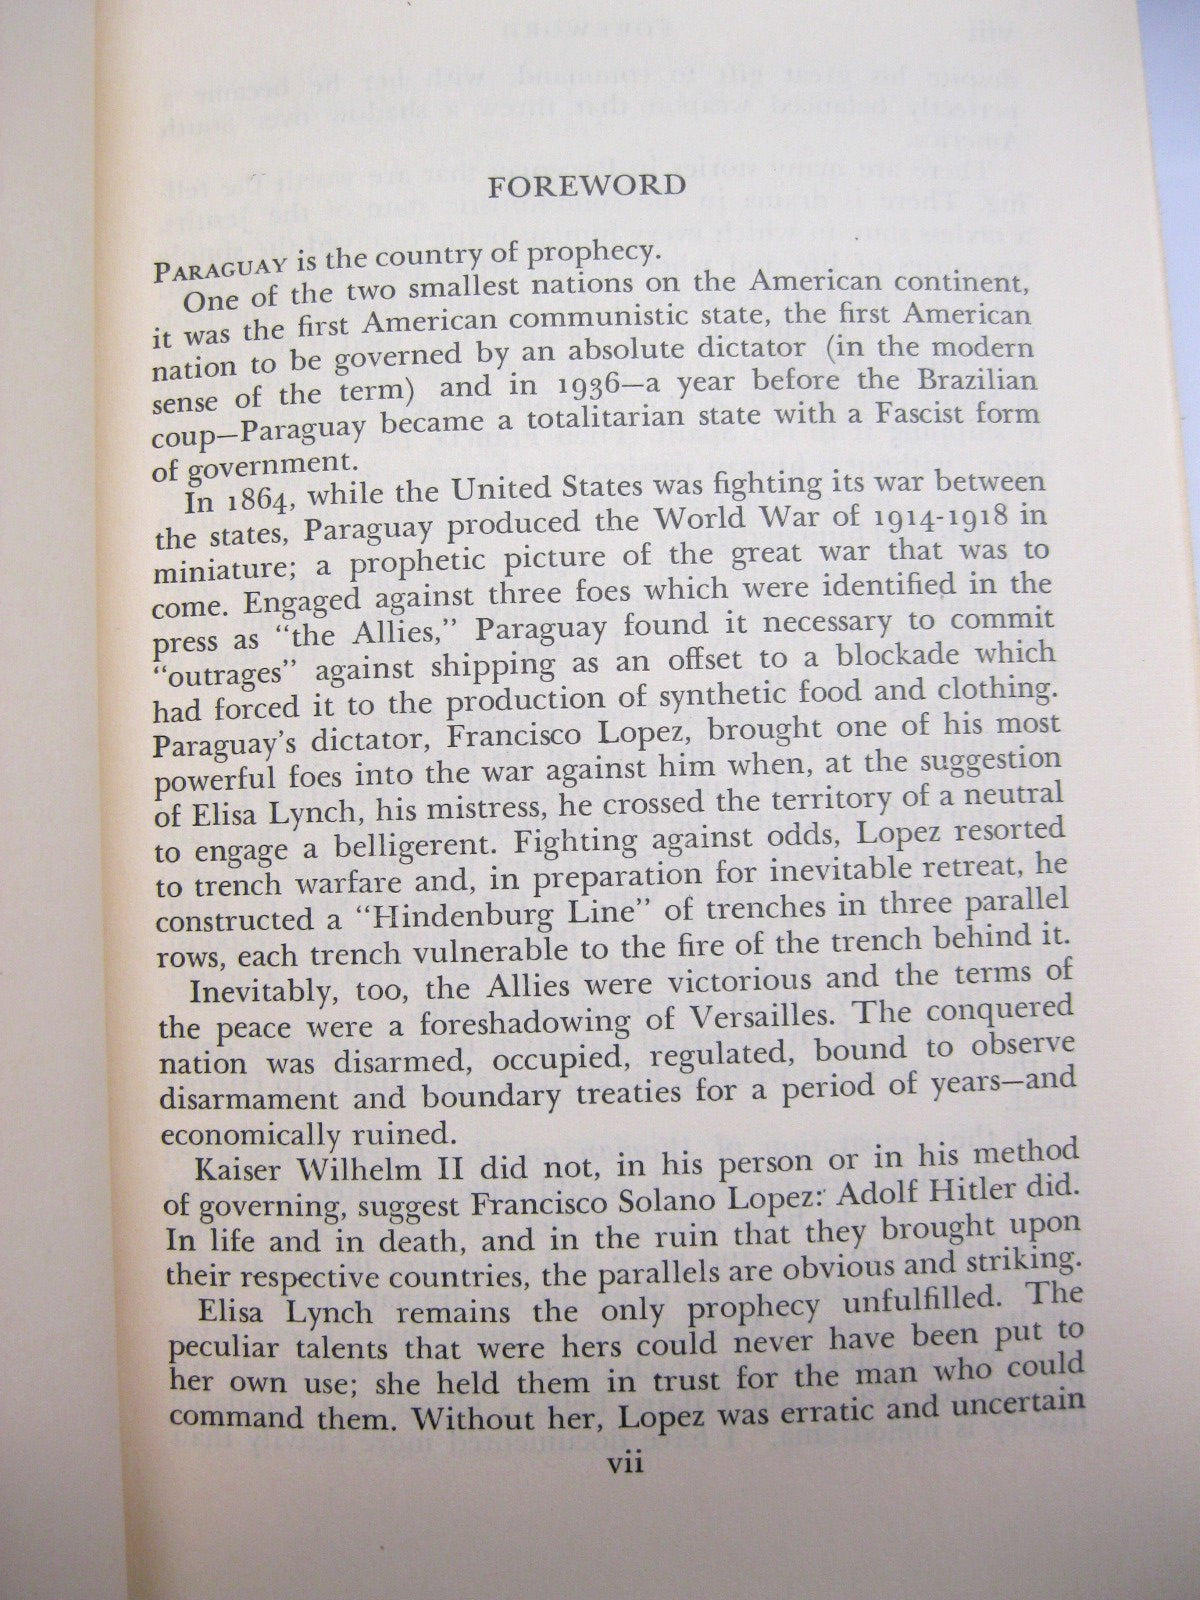 FOREWORD
PARAGUAY is the country of prophecy.
One of the two smallest nations on the American continent,
it was the first American communistic state, the first American
nation to be governed by an absolute dictator (in the modern
sense of the term) and in 1936—a year before the Brazilian
coup—Paraguay became a totalitarian state with a Fascist form
of government.
In 1864, while the United States was fighting its war between
the states, Paraguay produced the World War of 1914-1918 in
miniature; a prophetic picture of the great war that was to
come. Engaged against three foes which were identified in the
press as “the Allies,” Paraguay found it necessary to commit
“outrages” against shipping as an offset to a blockade which
had forced it to the production of synthetic food and clothing.
Paraguay's dictator, Francisco Lopez, brought one of his most
powerful foes into the war against him when, at the suggestion
of Elisa Lynch, his mistress, he crossed the territory of a neutral
to engage a belligerent. Fighting against odds, Lopez resorted
to trench warfare and, in preparation for inevitable retreat, he
constructed a “Hindenburg Line” of trenches in three parallel
rows, each trench vulnerable to the fire of the trench behind it.
Inevitably, too, the Allies were victorious and the terms of
the peace were a foreshadowing of Versailles. The conquered
nation was disarmed, occupied, regulated, bound to observe
disarmament and boundary treaties for a period of years—and
economically ruined.
Kaiser Wilhelm II did not, in his person or in his method
of governing, suggest Francisco Solano Lopez: Adolf Hitler did.
In life and in death, and in the ruin that they brought upon
their respective countries, the parallels are obvious and striking.
Elisa Lynch remains the only prophecy unfulfilled. The
peculiar talents that were hers could never have been put to
her own use; she held them in trust for the man who could
command them. Without her, Lopez was erratic and uncertain
vii